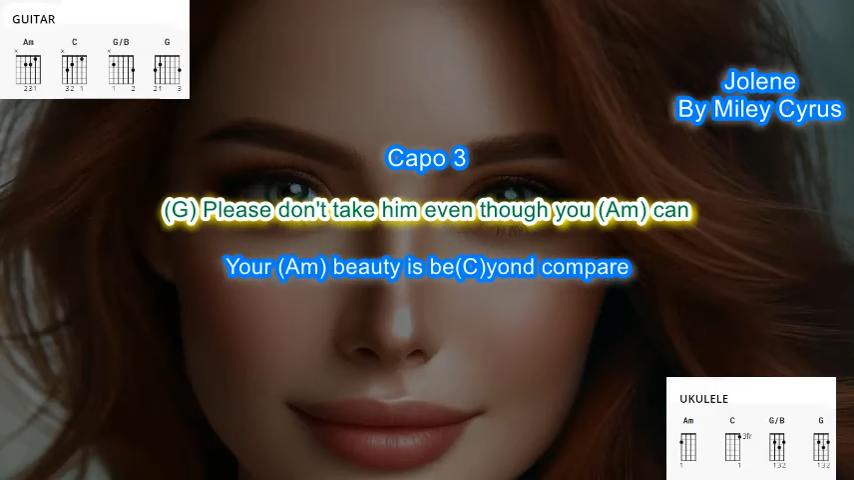 GUITAR
Am C G/B G
x x x
231 32 1 1 2 21 3
Jolene
By Miley Cyrus
Capo 3
(G) Please don't take him even though you (Am) can
Your (Am) beauty is be(C)yond compare
UKULELE
Am C G/B G
3fr
1 1 132 132